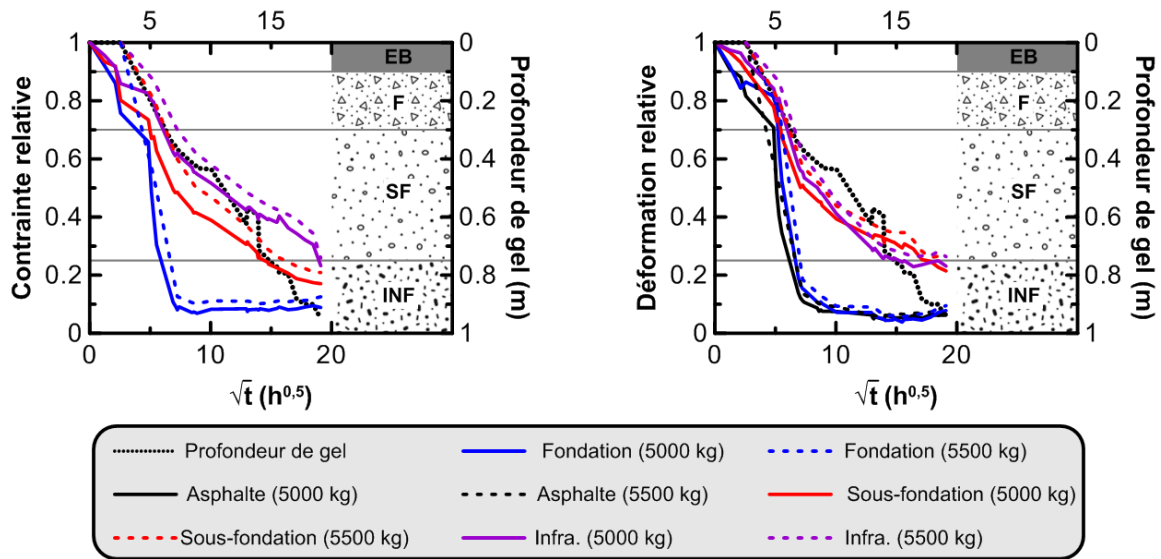 5 15
5 15
1
0.8
0.6
0.4
0.2
0
0
0.2
0.4
0.6
0.8
1
0 10 20
Contrainte relative
Profondeur de gel (m)
√t (h^0,5)
EB
F
SF
INF
1
0.8
0.6
0.4
0.2
0
0
0.2
0.4
0.6
0.8
1
0 10 20
Déformation relative
Profondeur de gel (m)
√t (h^0,5)
EB
F
SF
INF
Profondeur de gel
Fondation (5000 kg)
Fondation (5500 kg)
Asphalte (5000 kg)
Asphalte (5500 kg)
Sous-fondation (5000 kg)
Sous-fondation (5500 kg)
Infra. (5000 kg)
Infra. (5500 kg)